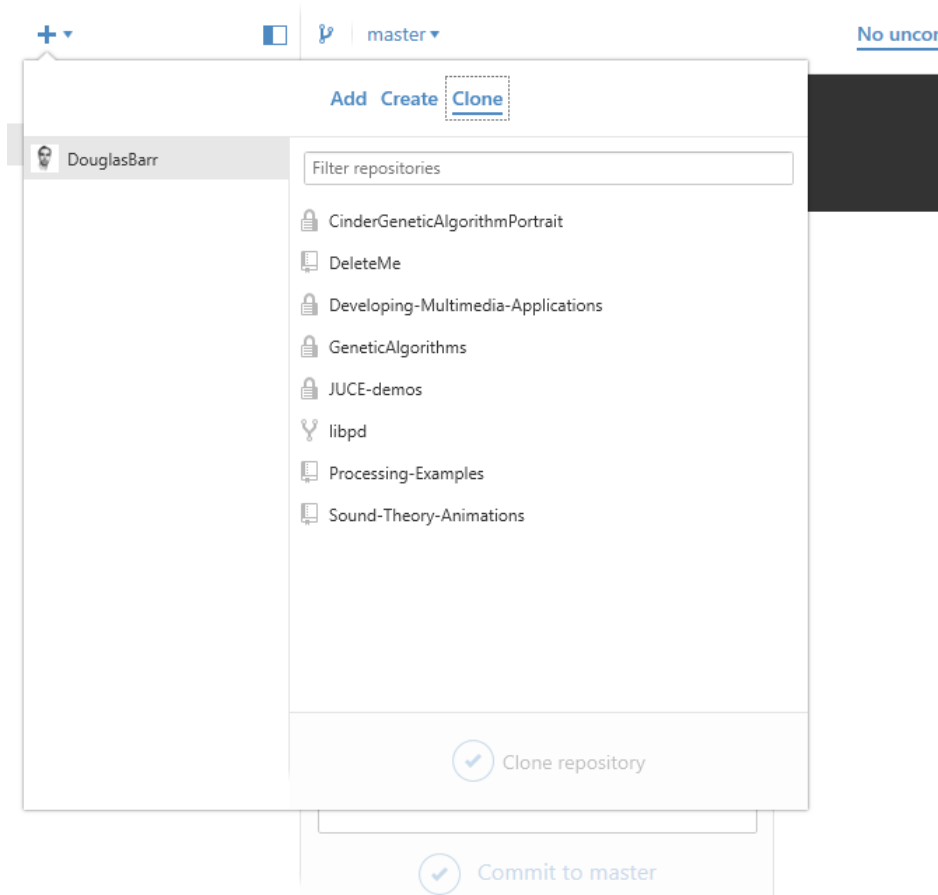 master
No uncor
Add Create Clone
DouglasBarr
Filter repositories
CinderGeneticAlgorithmPortrait
DeleteMe
Developing-Multimedia-Applications
GeneticAlgorithms
JUCE-demos
libpd
Processing-Examples
Sound-Theory-Animations
Clone repository
Commit to master